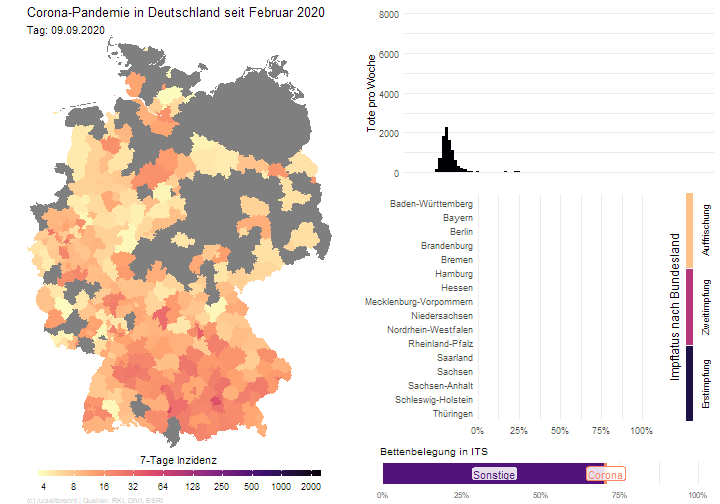 Corona-Pandemie in Deutschland seit Februar 2020
Tag: 09.09.2020
7-Tage Inzidenz
4 8 16 32 64 125 250 500 1000 2000
(c) /u/zeitbremt | Quellen: RKI, DIVI, ESRI
Tote pro Woche
8000
6000
4000
2000
0
Baden-Württemberg
Bayern
Berlin
Brandenburg
Bremen
Hamburg
Hessen
Mecklenburg-Vorpommern
Niedersachsen
Nordrhein-Westfalen
Rheinland-Pfalz
Saarland
Sachsen
Sachsen-Anhalt
Schleswig-Holstein
Thüringen
0% 25% 50% 75% 100%
Impfstatus nach Bundesland
Auffrischung
Zweitimpfung
Erstimpfung
Bettenbelegung in ITS
Sonstige Corona
0% 25% 50% 75% 100%